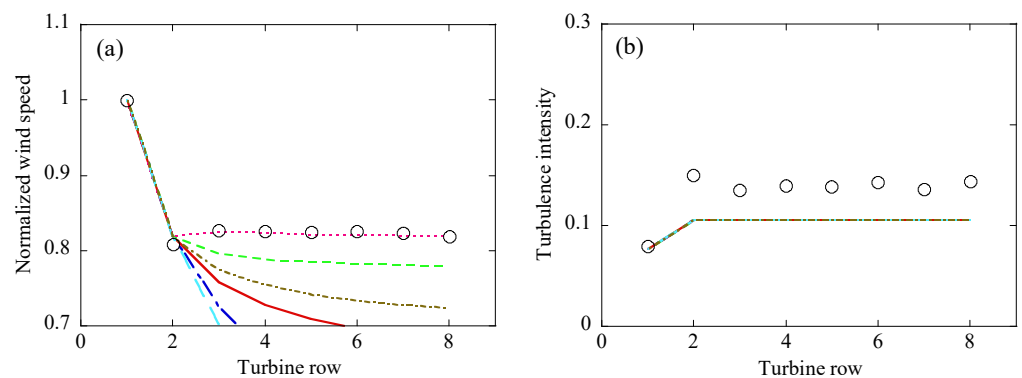 (a)
Normalized wind speed
1.1
1
0.9
0.8
0.7
0 2 4 6 8
Turbine row
(b)
Turbulence intensity
0.3
0.2
0.1
0
0 2 4 6 8
Turbine row